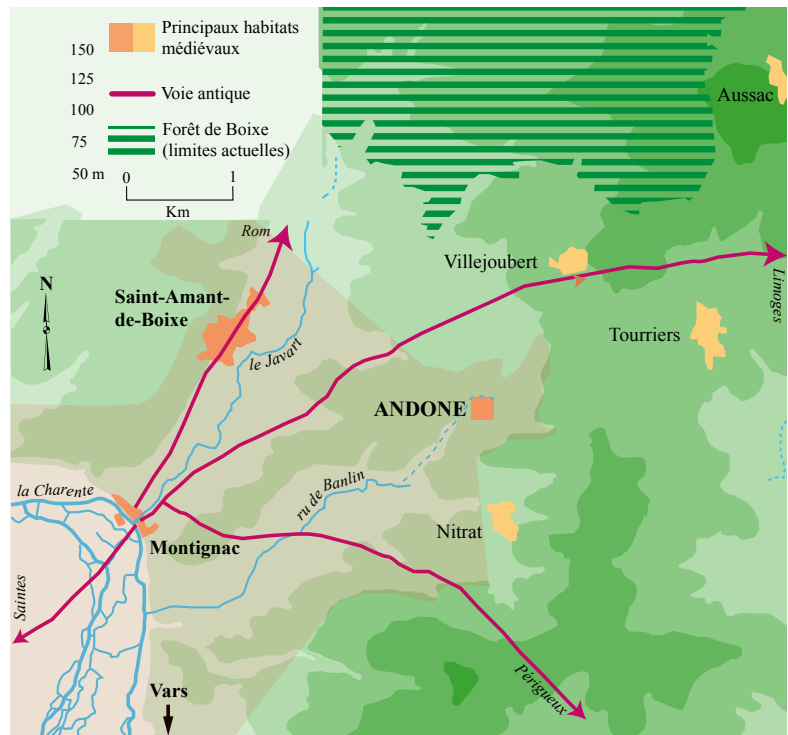 Principaux habitats
médiévaux
150
125
100
75
50 m
Voie antique
Forêt de Boixe
(limites actuelles)
0 1
Km
Aussac
Rom
Villejoubert
Limoges
N
Saint-Amant-
de-Boixe
Tourriers
le Javart
ANDONE
la Charente
ru de Banlin
Nitrat
Montignac
Saintes
Périgueux
Vars